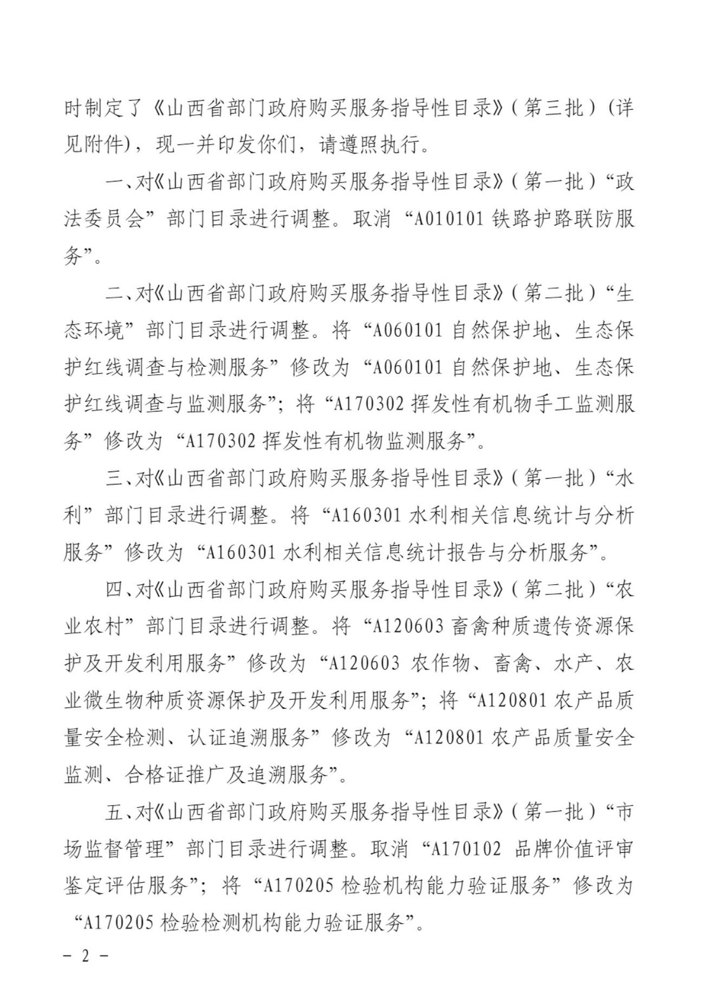 时制定了《山西省部门政府购买服务指导性目录》（第三批）(详
见附件)，现一并印发你们，请遵照执行。
一、对《山西省部门政府购买服务指导性目录》（第一批）“政
法委员会”部门目录进行调整。取消“A010101 铁路护路联防服
务”。
二、对《山西省部门政府购买服务指导性目录》（第二批）“生
态环境”部门目录进行调整。将“A060101 自然保护地、生态保
护红线调查与检测服务”修改为“A060101 自然保护地、生态保
护红线调查与监测服务”；将“A170302 挥发性有机物手工监测服
务”修改为“A170302 挥发性有机物监测服务”。
三、对《山西省部门政府购买服务指导性目录》（第一批）“水
利”部门目录进行调整。将“A160301 水利相关信息统计与分析
服务”修改为“A160301 水利相关信息统计报告与分析服务”。
四、对《山西省部门政府购买服务指导性目录》（第二批）“农
业农村”部门目录进行调整。将“A120603 畜禽种质遗传资源保
护及开发利用服务”修改为“A120603 农作物、畜禽、水产、农
业微生物种质资源保护及开发利用服务”；将“A120801 农产品质
量安全检测、认证追溯服务”修改为“A120801 农产品质量安全
监测、合格证推广及追溯服务”。
五、对《山西省部门政府购买服务指导性目录》（第一批）“市
场监督管理”部门目录进行调整。取消“A170102 品牌价值评审
鉴定评估服务”；将“A170205 检验机构能力验证服务”修改为
“A170205 检验检测机构能力验证服务”。
- 2 -